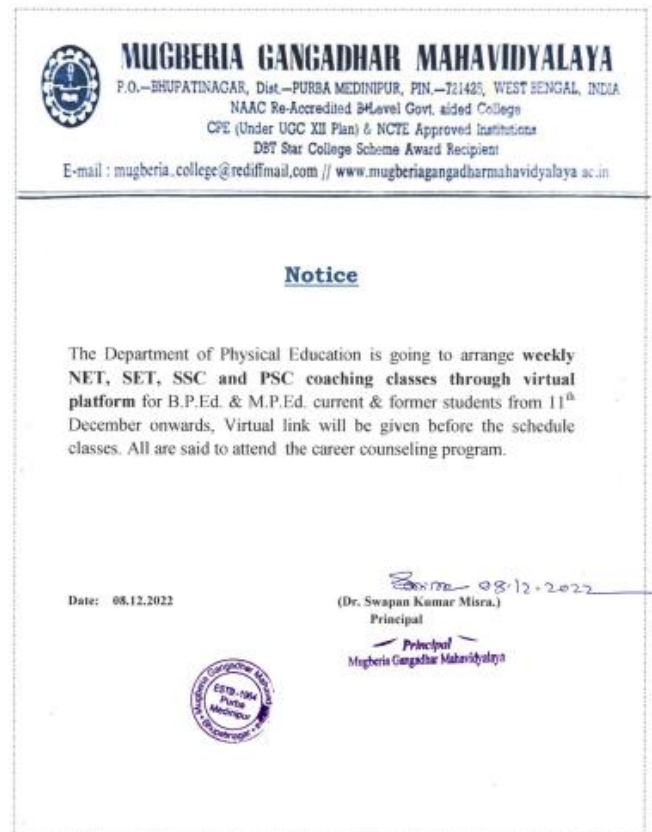 MUGBERIA GANGADHAR MAHAVIDYALAYA
P.O.—BHUPATINAGAR, Dist.—PURBA MEDINIPUR, PIN.—721425, WEST BENGAL, INDIA
NAAC Re-Accredited B+Level Govt. aided College
CPE (Under UGC XII Plan) & NCTE Approved Institutions
DBT Star College Scheme Award Recipient
E-mail : mugberia_college@rediffmail.com // www.mugberiagangadharmahavidyalaya ac.in
Notice
The Department of Physical Education is going to arrange weekly
NET, SET, SSC and PSC coaching classes through virtual
platform for B.P.Ed. & M.P.Ed. current & former students from 11th
December onwards, Virtual link will be given before the schedule
classes. All are said to attend the career counseling program.
08.12.2022
Date: 08.12.2022
(Dr. Swapan Kumar Misra.)
Principal
Principal
Mugberia Gangadhar Mahavidyalaya
Mugberia Gangadhar
ESTB-1964
Purba
Medinipur